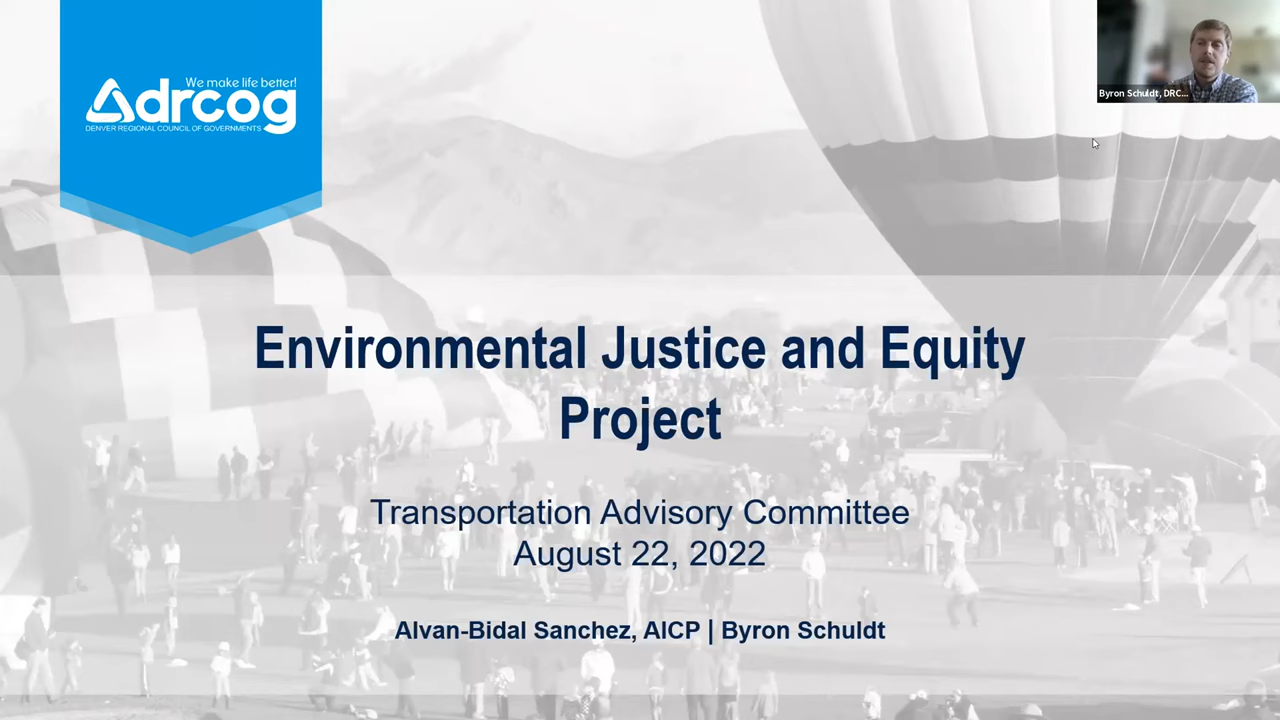 We make life better!
drcog
DENVER REGIONAL COUNCIL OF GOVERNMENTS
Byron Schuldt, DRC...
Environmental Justice and Equity
Project
Transportation Advisory Committee
August 22, 2022
Alvan-Bidal Sanchez, AICP | Byron Schuldt